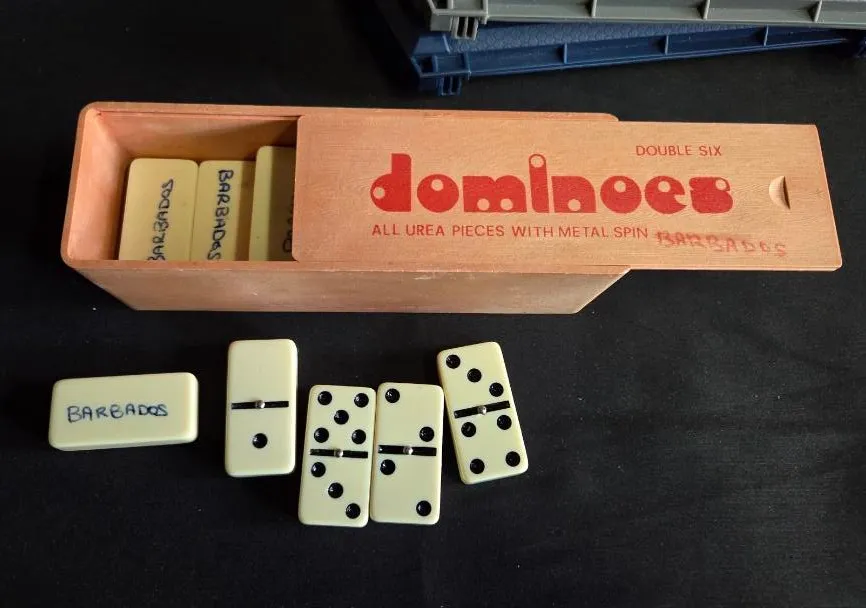 DOUBLE SIX
dominoes
ALL UREA PIECES WITH METAL SPIN BARBADOS
BARBADOS
BARBADOS
BARBADOS